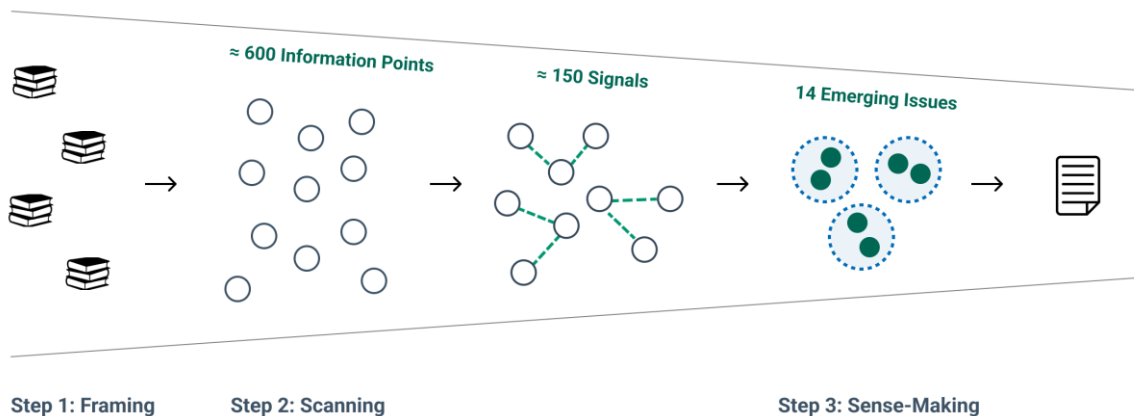 ≈ 600 Information Points
≈ 150 Signals
14 Emerging Issues
Step 1: Framing
Step 2: Scanning
Step 3: Sense-Making